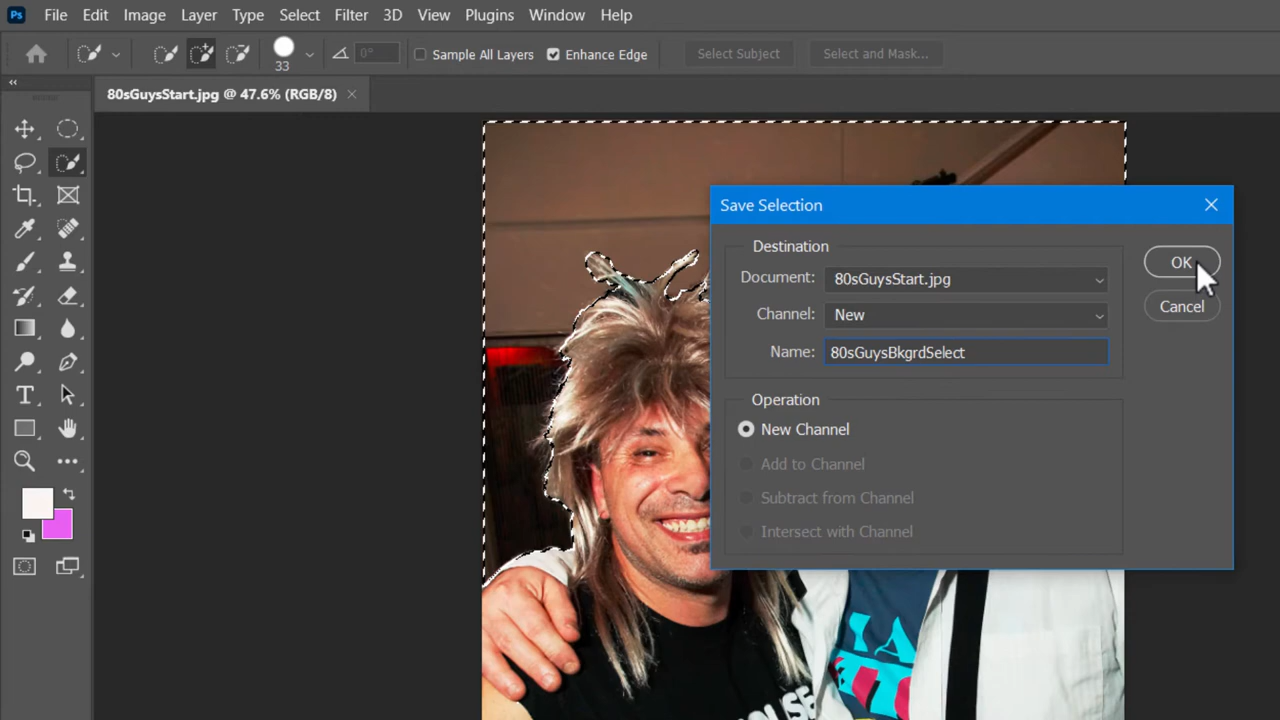 Ps File Edit Image Layer Type Select Filter 3D View Plugins Window Help
33 0° Sample All Layers Enhance Edge Select Subject Select and Mask...
80sGuysStart.jpg @ 47.6% (RGB/8)
Save Selection
Destination
Document: 80sGuysStart.jpg
Channel: New
Name: 80sGuysBkgrdSelect
OK
Cancel
Operation
New Channel
Add to Channel
Subtract from Channel
Intersect with Channel